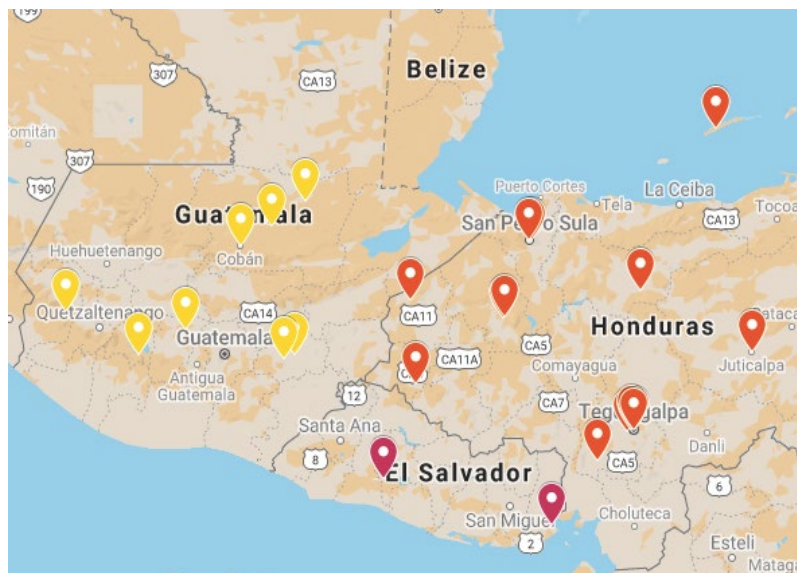 199
307
CA13
Belize
Comitán
307
190
Guatemala
Cobán
Huehuetenango
Quetzaltenango
CA14
Guatemala
Antigua
Guatemala
Puerto Cortes
Tela
La Ceiba
San Pedro Sula
CA13
Tocoa
CA11
CA5
Honduras
CA11A
Comayagua
Juticalpa
12
CA7
Santa Ana
8
CA5
Danli
El Salvador
6
San Miguel
Choluteca
2
Esteli
Matag